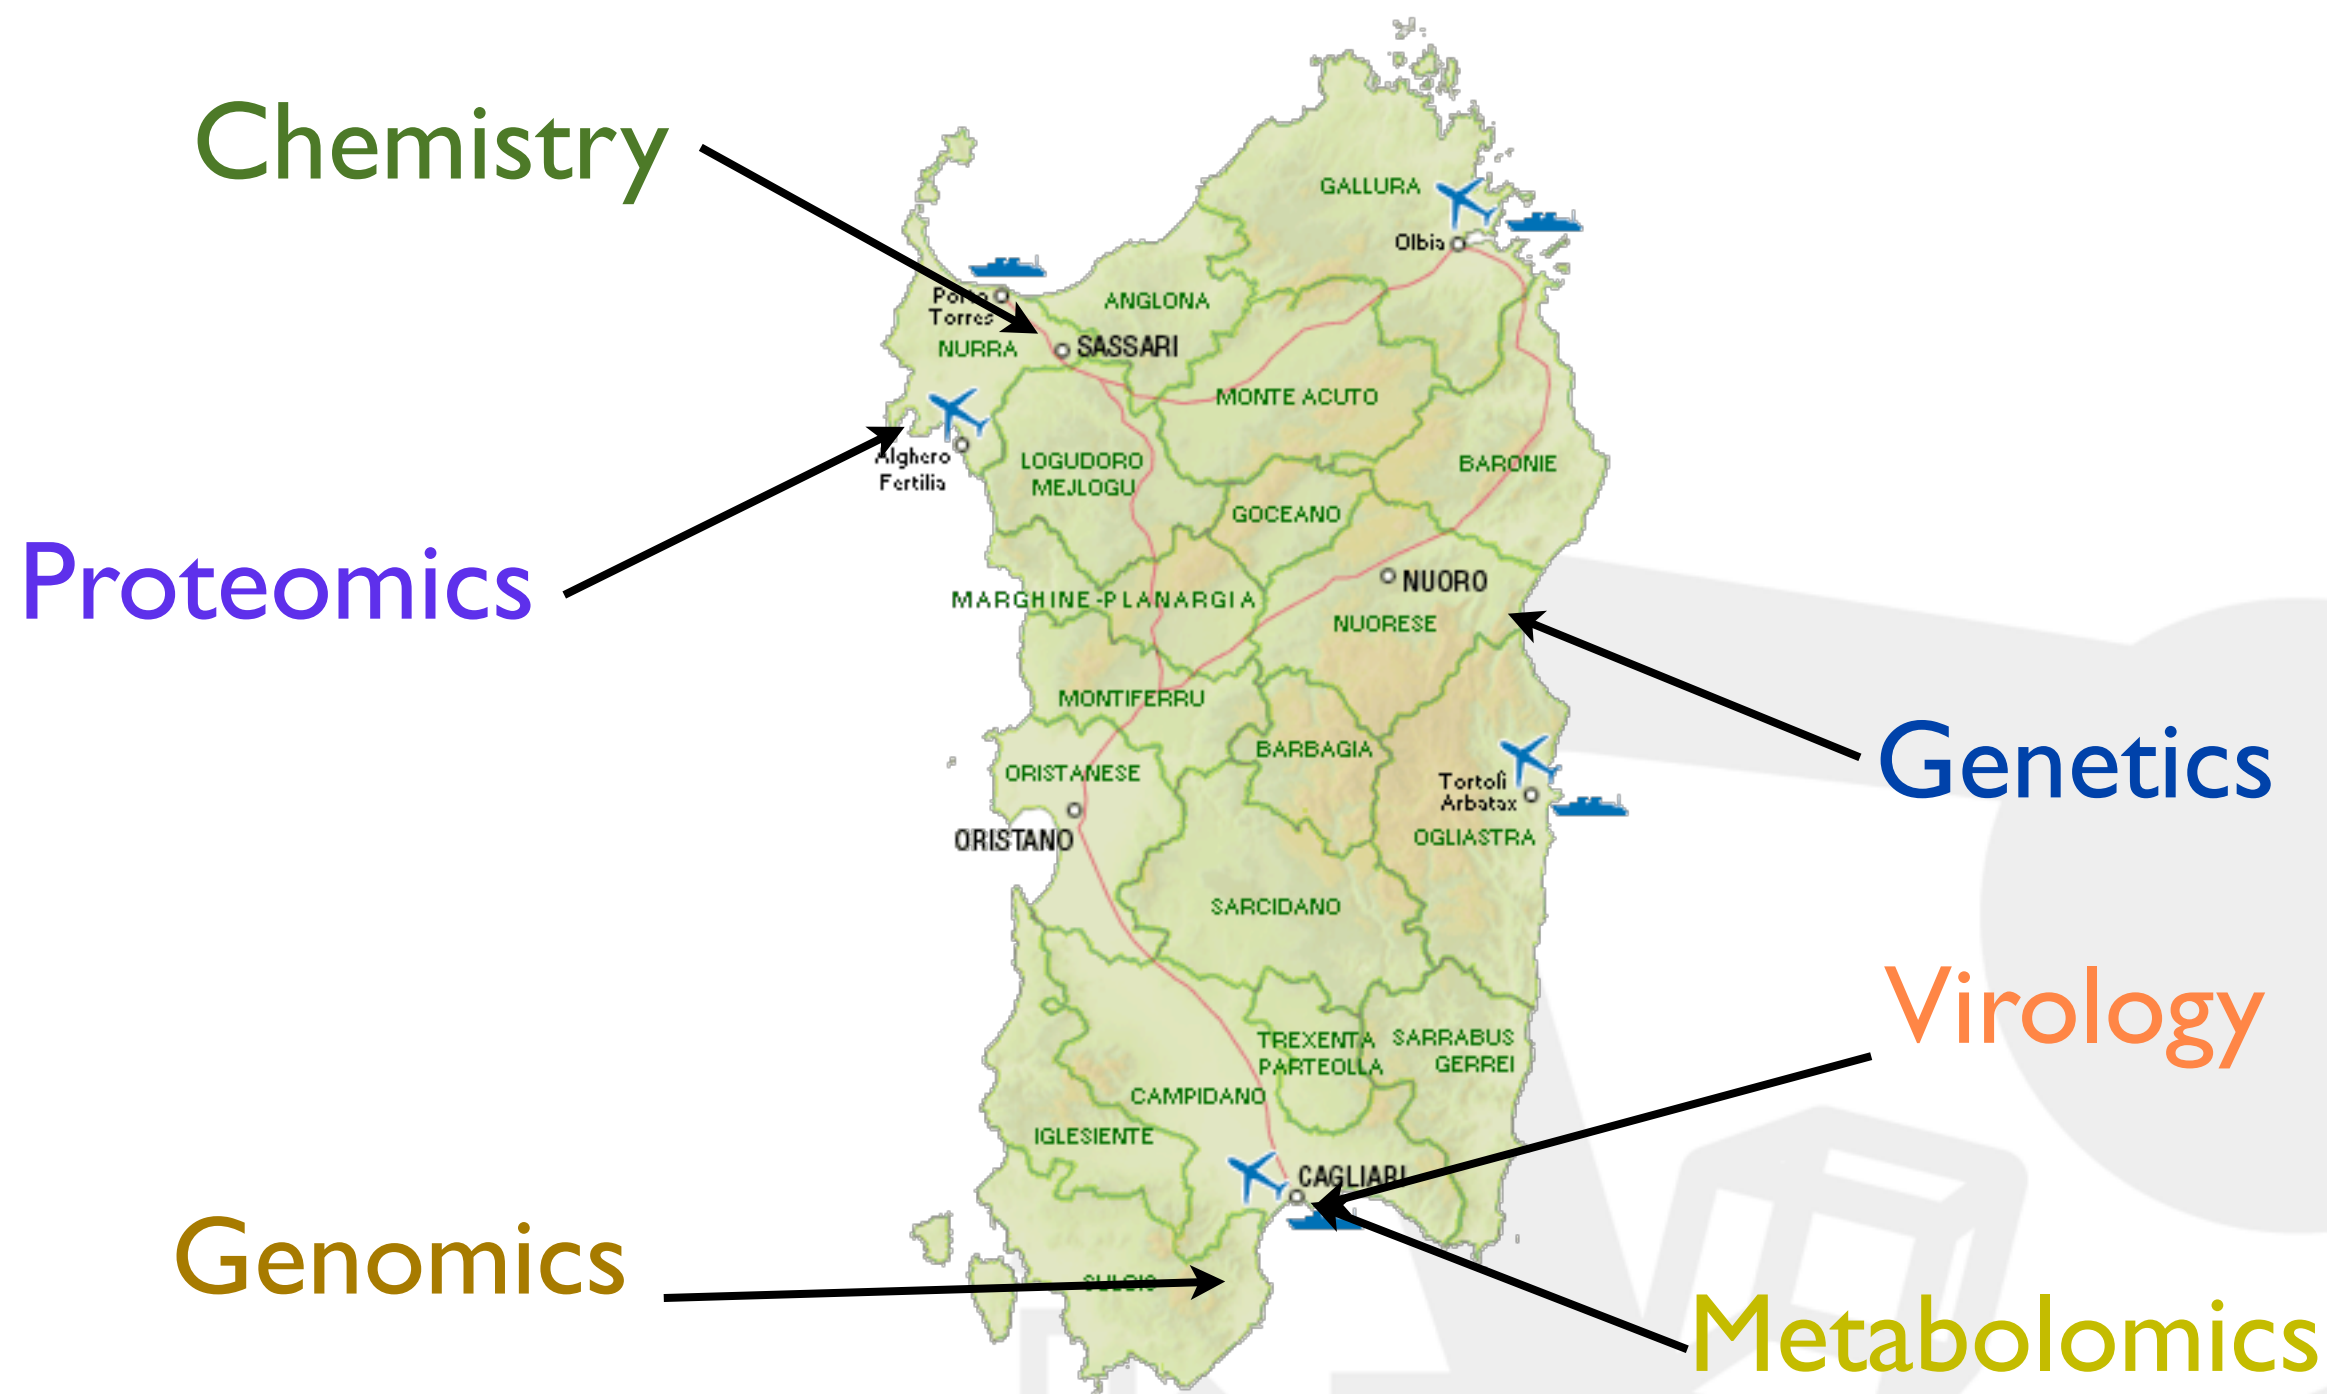 Chemistry
GALLURA
Olbia
Porto
Torres
ANGLONA
NURRA
SASSARI
MONTE ACUTO
Alghero
Fertilia
LOGUDORO
MEJLOGU
BARONIE
GOCEANO
Proteomics
NUORO
MARGHINE-PLANARGIA
NUORESE
MONTIFERRU
BARBAGIA
Genetics
ORISTANESE
Tortolì
Arbatax
ORISTANO
OGLIASTRA
SARCIDANO
Virology
TREXENTA
PARTEOLLA
SARRABUS
GERREI
CAMPIDANO
IGLESIENTE
CAGLIARI
Genomics
SULCIS
Metabolomics